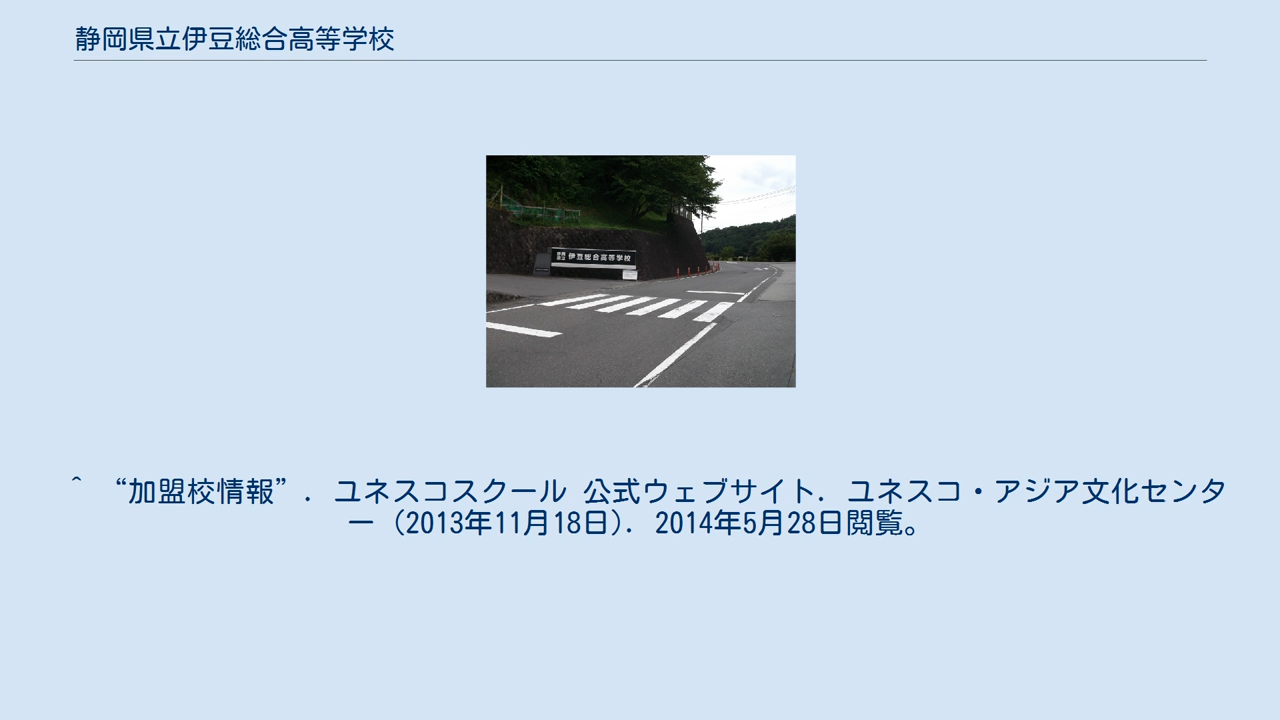 静岡県立伊豆総合高等学校
静岡県立 伊豆総合高等学校
^ “加盟校情報”. ユネスコスクール 公式ウェブサイト. ユネスコ・アジア文化センタ
ー (2013年11月18日). 2014年5月28日閲覧。